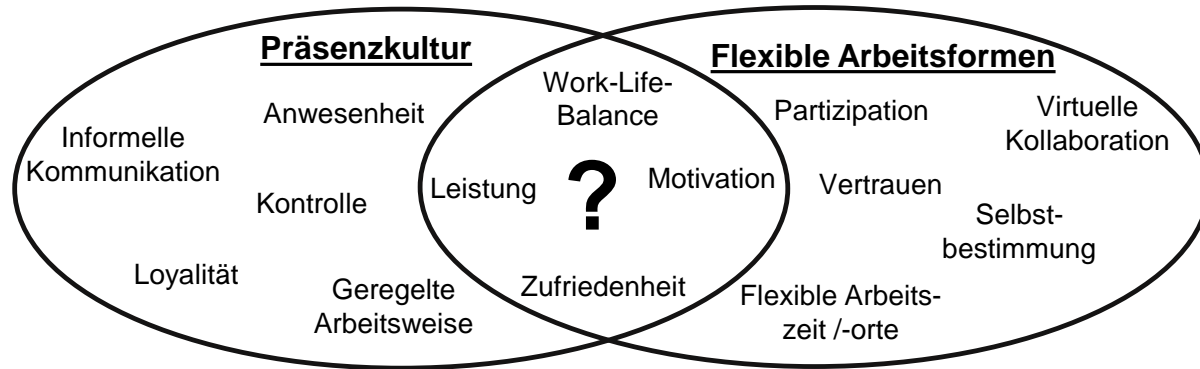 Präsenzkultur
Informelle
Kommunikation
Anwesenheit
Kontrolle
Loyalität
Geregelte
Arbeitsweise
Work-Life-
Balance
Leistung
?
Motivation
Zufriedenheit
Flexible Arbeitsformen
Partizipation
Virtuelle
Kollaboration
Vertrauen
Selbst-
bestimmung
Flexible Arbeits-
zeit /-orte